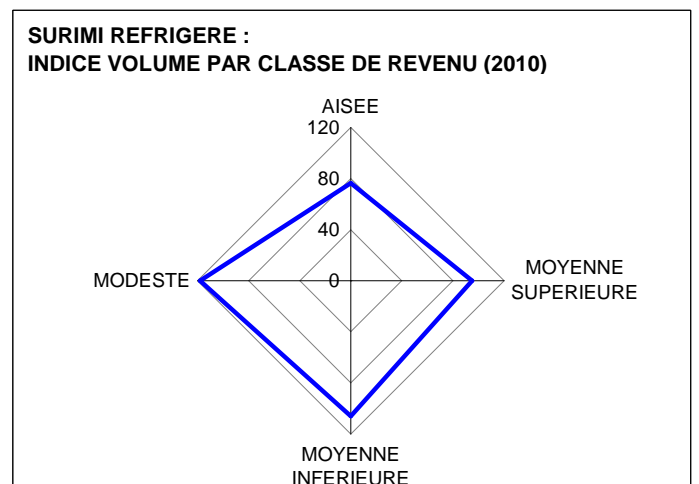 SURIMI REFRIGERE :
INDICE VOLUME PAR CLASSE DE REVENU (2010)
AISEE
120
80
40
0
MODESTE
MOYENNE
SUPERIEURE
MOYENNE
INFERIEURE